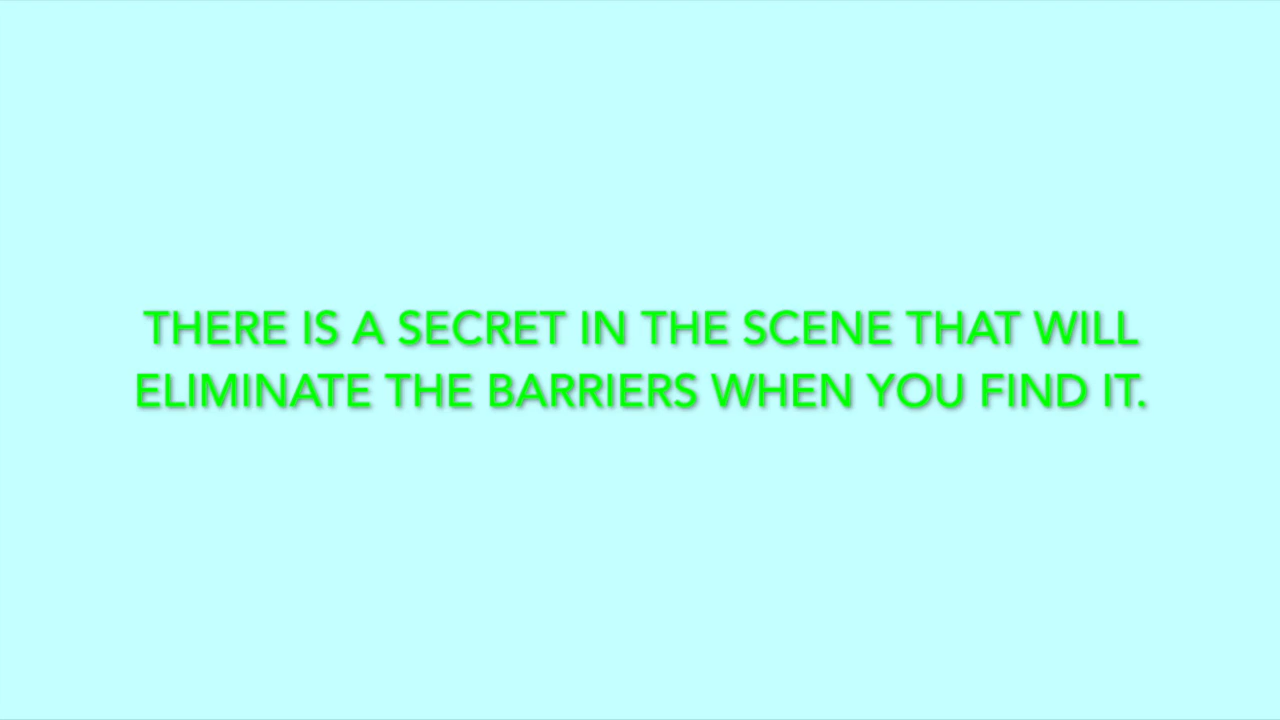 THERE IS A SECRET IN THE SCENE THAT WILL
ELIMINATE THE BARRIERS WHEN YOU FIND IT.